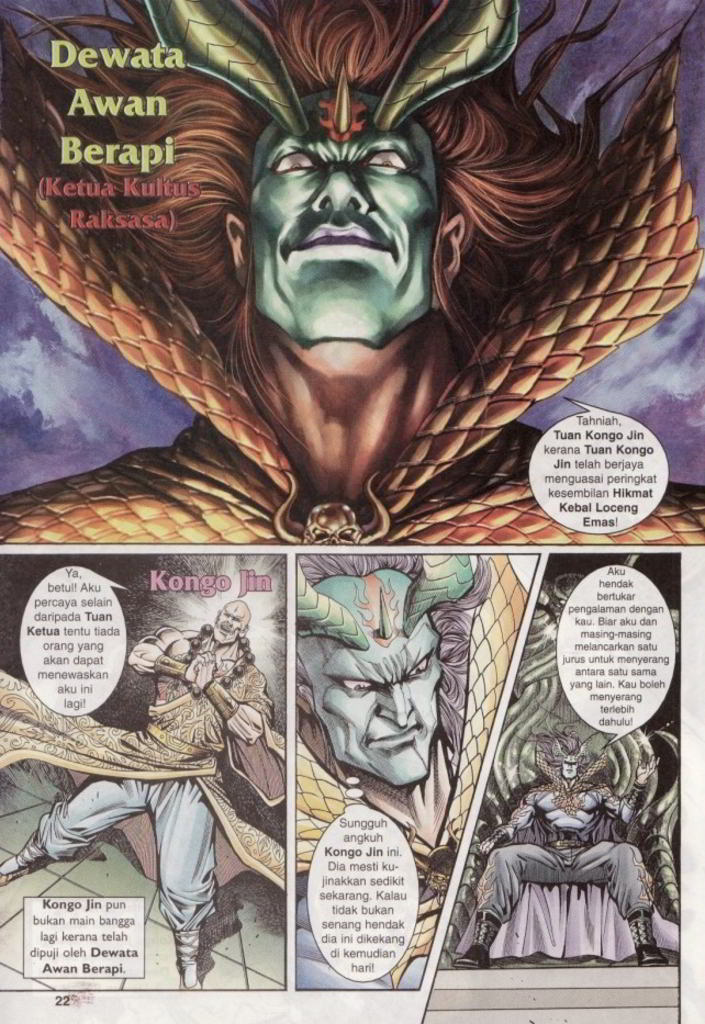 Dewata
Awan
Berapi
(Ketua Kultus
Raksasa)
Tahniah,
Tuan Kongo Jin
kerana Tuan Kongo
Jin telah berjaya
menguasai peringkat
kesembilan Hikmat
Kebal Loceng
Emas!
Ya,
betul! Aku
percaya selain
daripada Tuan
Ketua tentu tiada
orang yang
akan dapat
menewaskan
aku ini
lagi!
Kongo Jin
Kongo Jin pun
bukan main bangga
lagi kerana telah
dipuji oleh Dewata
Awan Berapi.
Sungguh
angkuh
Kongo Jin ini.
Dia mesti ku-
jinakkan sedikit
sekarang. Kalau
tidak bukan
senang hendak
dia ini dikekang
di kemudian
hari!
Aku
hendak
bertukar
pengalaman dengan
kau. Biar aku dan
masing-masing
melancarkan satu
jurus untuk menyerang
antara satu sama
yang lain. Kau boleh
menyerang
terlebih
dahulu!
22